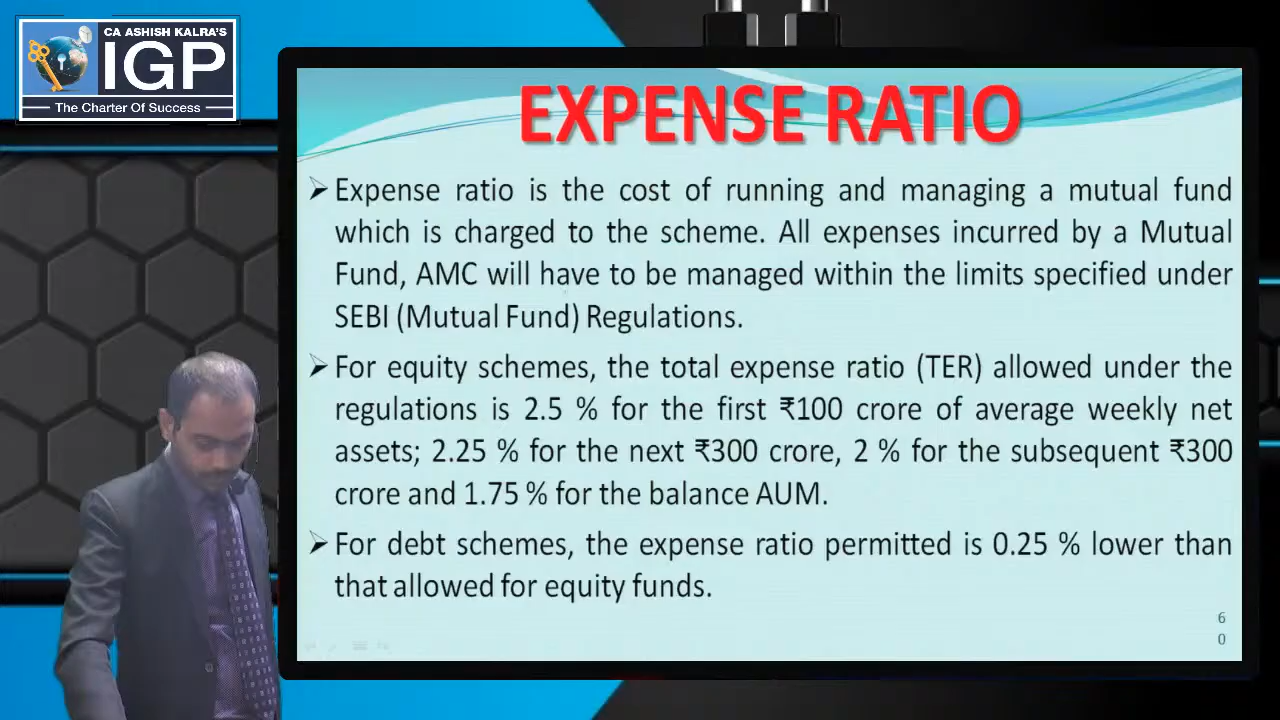 CA ASHISH KALRA'S
IGP
The Charter Of Success
EXPENSE RATIO
➢ Expense ratio is the cost of running and managing a mutual fund
which is charged to the scheme. All expenses incurred by a Mutual
Fund, AMC will have to be managed within the limits specified under
SEBI (Mutual Fund) Regulations.
➢ For equity schemes, the total expense ratio (TER) allowed under the
regulations is 2.5 % for the first ₹100 crore of average weekly net
assets; 2.25 % for the next ₹300 crore, 2 % for the subsequent ₹300
crore and 1.75 % for the balance AUM.
➢ For debt schemes, the expense ratio permitted is 0.25 % lower than
that allowed for equity funds.
6
0